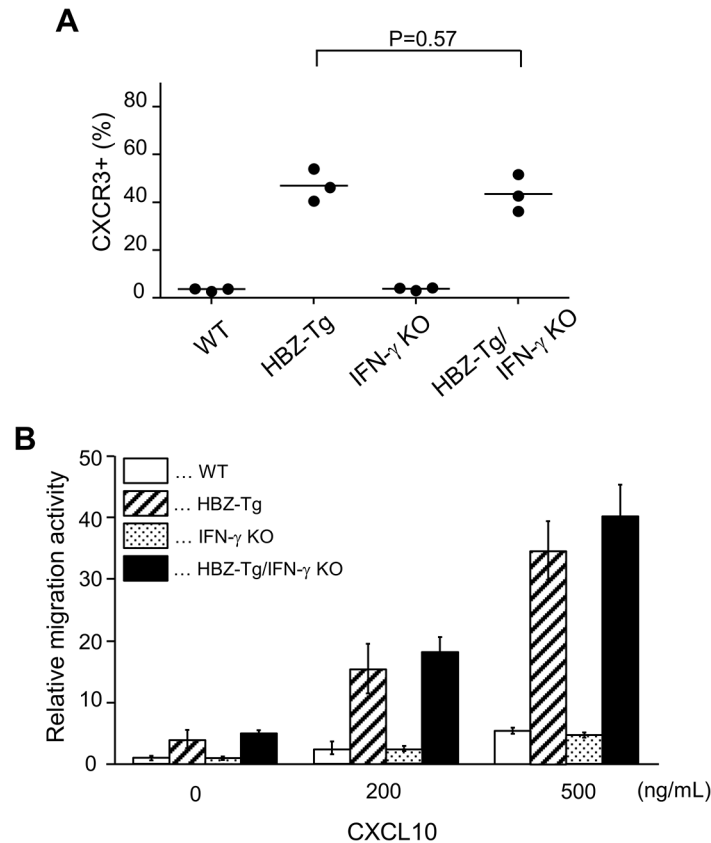 A
P=0.57
CXCR3+ (%)
80
60
40
20
0
WT
HBZ-Tg
IFN-γ KO
HBZ-Tg/
IFN-γ KO
B
Relative migration activity
50
40
30
20
10
0
... WT
... HBZ-Tg
... IFN-γ KO
... HBZ-Tg/IFN-γ KO
0
200
500
(ng/mL)
CXCL10